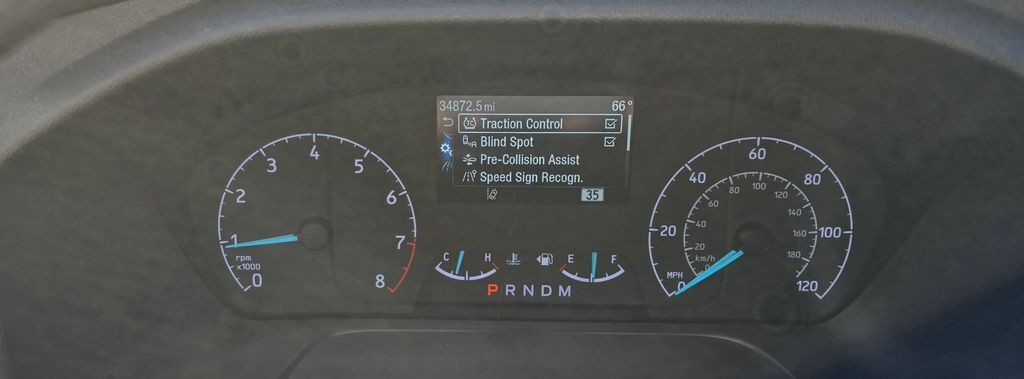 34872.5 mi 66°
TC Traction Control
Blind Spot
Pre-Collision Assist
Speed Sign Recogn.
35
0 1 2 3 4 5 6 7 8
rpm
x1000
C H
E F
P R N D M
0 20 40 60 80 100 120
MPH
0 20 40 60 80 100 120 140 160 180
km/h